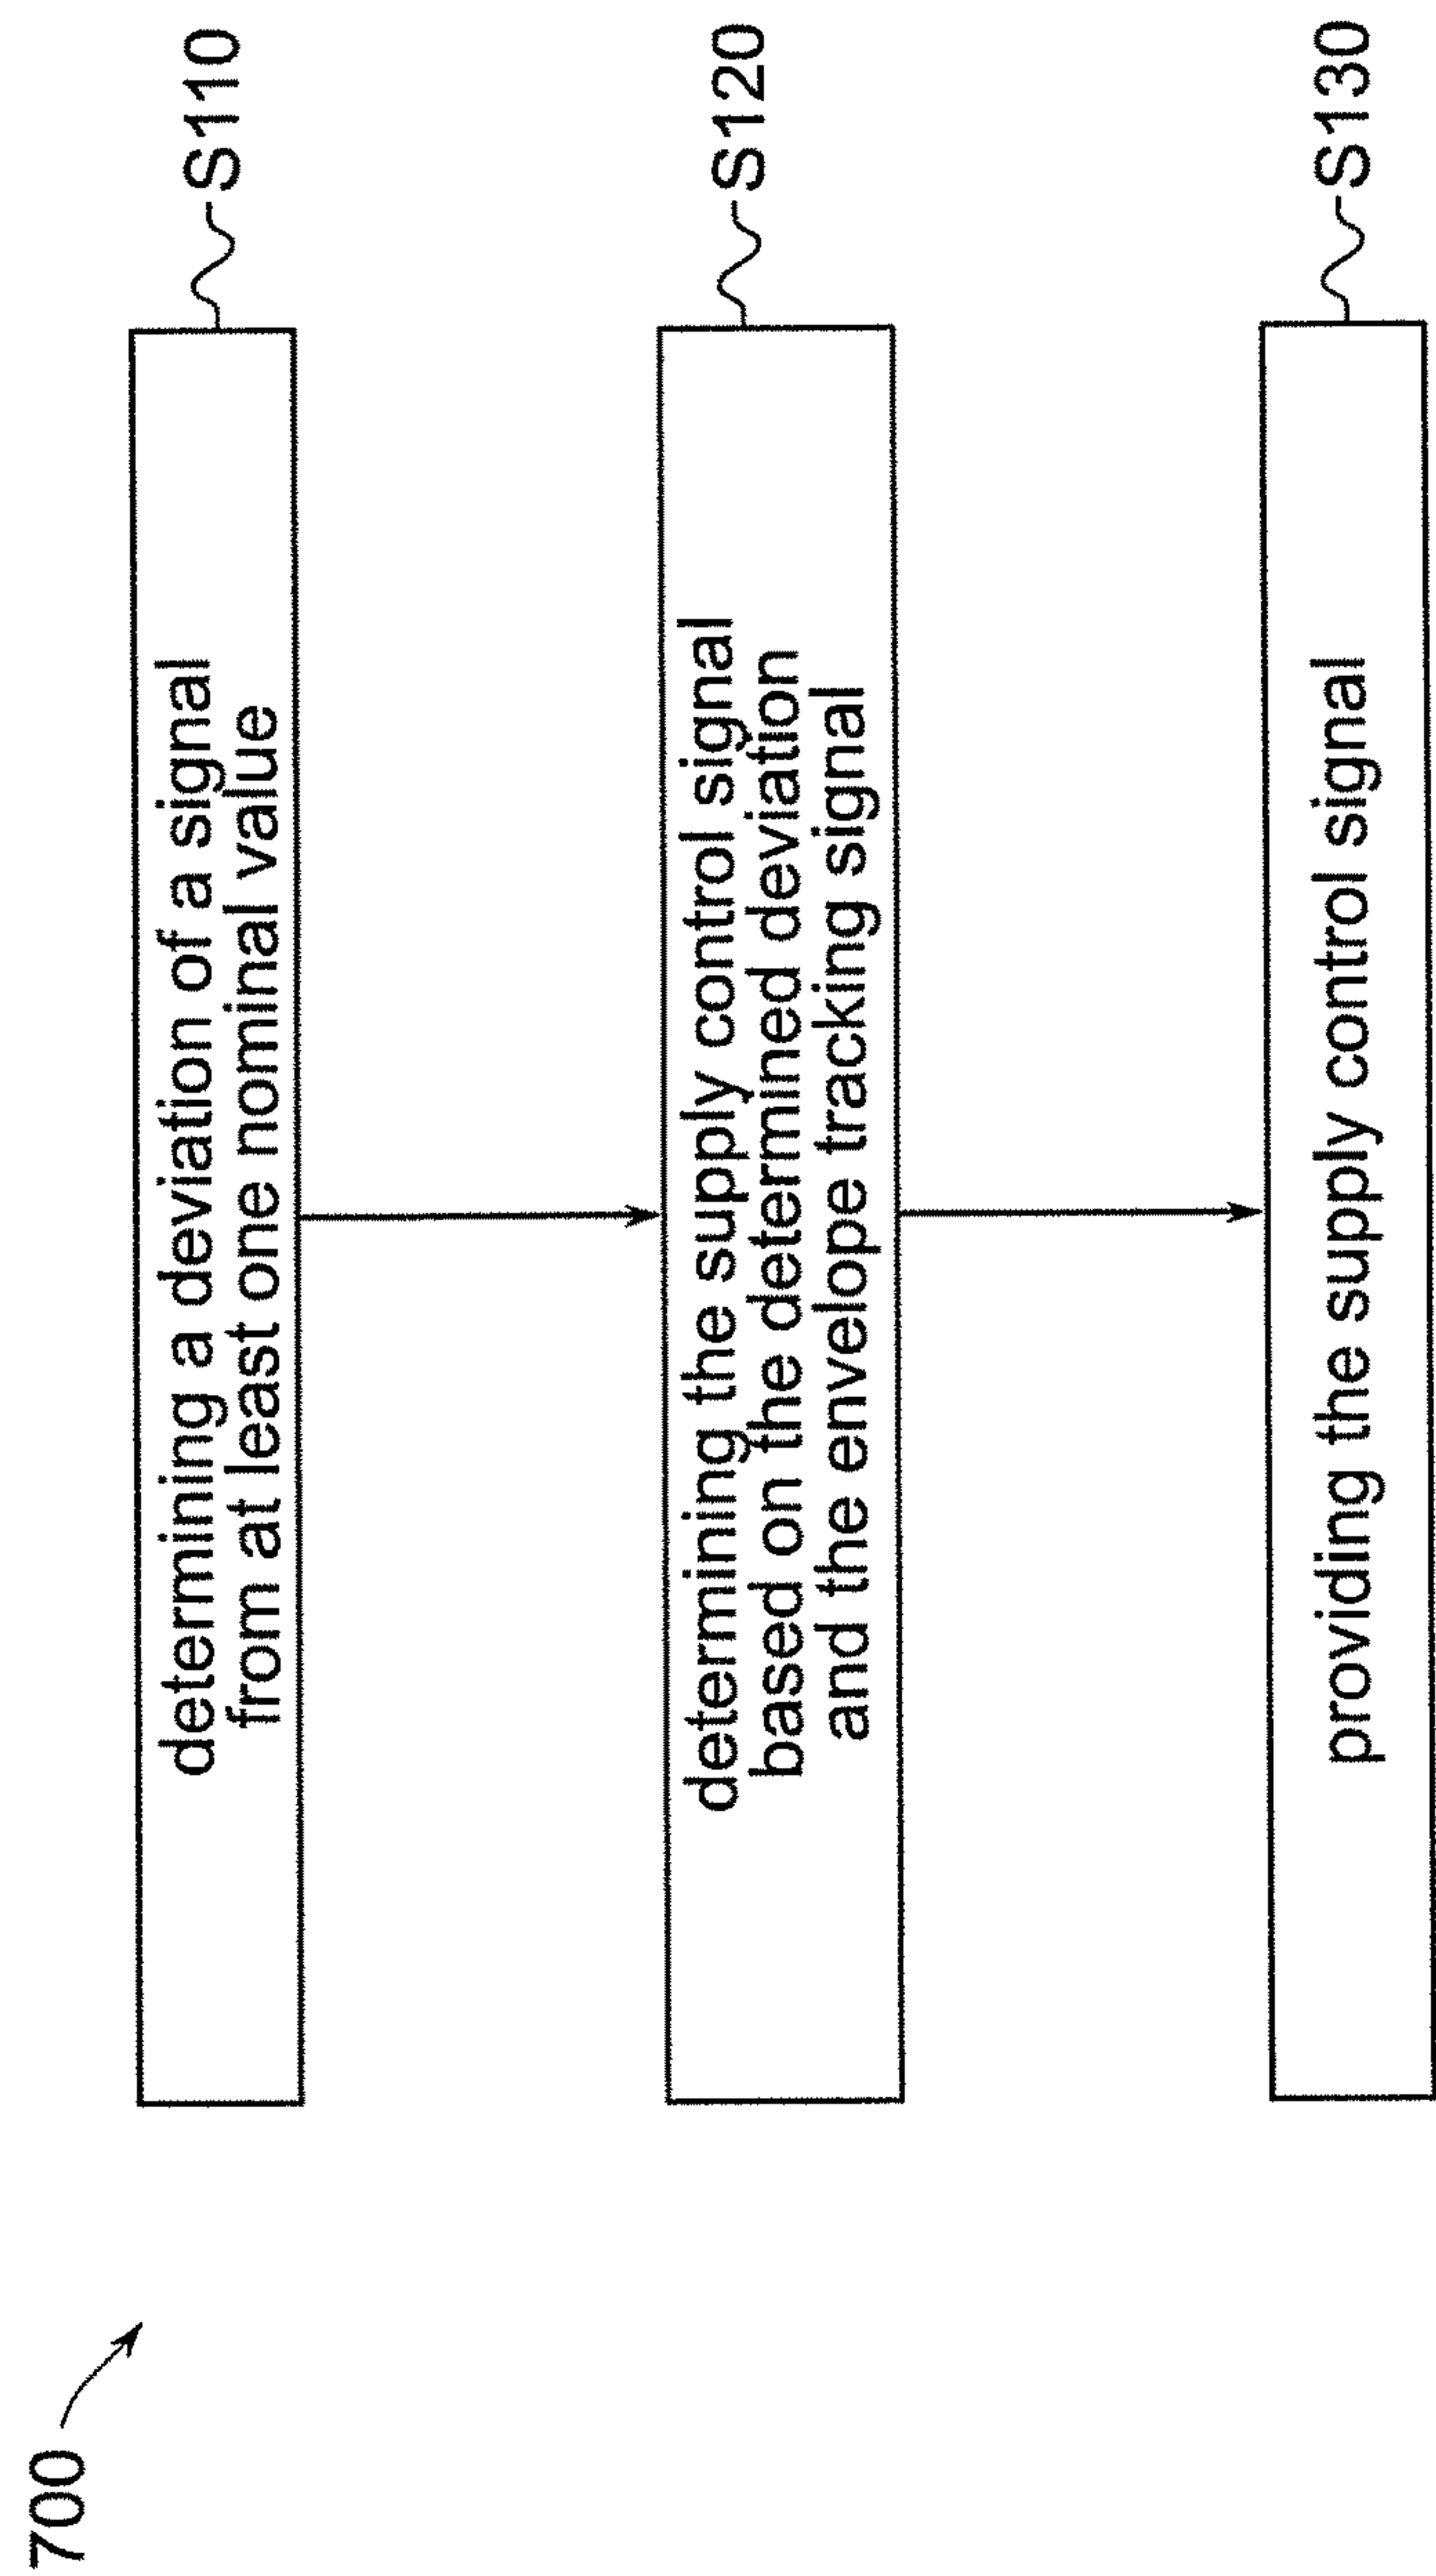 700
determining a deviation of a signal
from at least one nominal value
S110
determining the supply control signal
based on the determined deviation
and the envelope tracking signal
S120
providing the supply control signal
S130